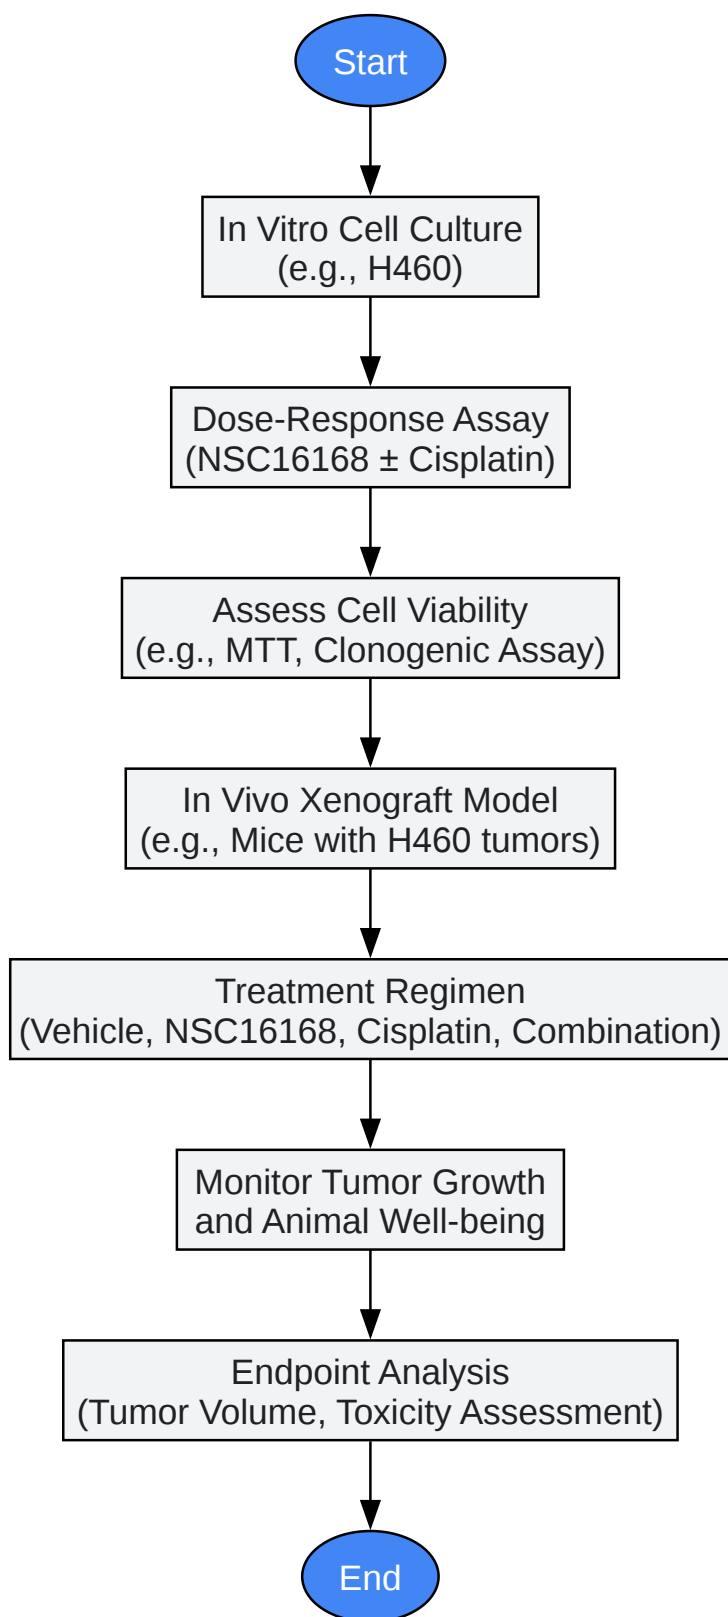 Start
In Vitro Cell Culture
(e.g., H460)
Dose-Response Assay
(NSC16168 ± Cisplatin)
Assess Cell Viability
(e.g., MTT, Clonogenic Assay)
In Vivo Xenograft Model
(e.g., Mice with H460 tumors)
Treatment Regimen
(Vehicle, NSC16168, Cisplatin, Combination)
Monitor Tumor Growth
and Animal Well-being
Endpoint Analysis
(Tumor Volume, Toxicity Assessment)
End